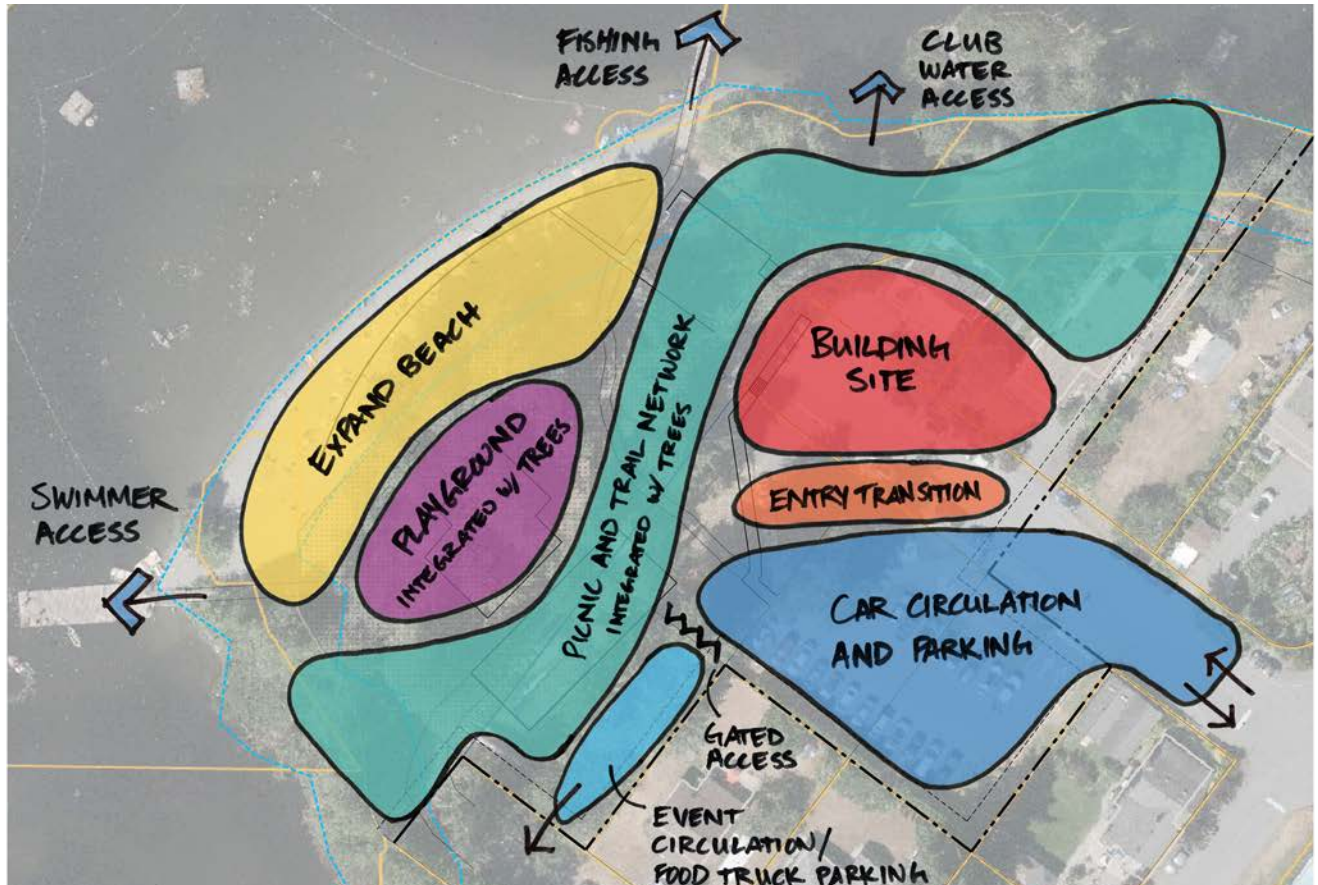 FISHING
ACCESS
CLUB
WATER
ACCESS
EXPAND BEACH
PLAYGROUND
INTEGRATED W/ TREES
PICNIC AND TRAIL NETWORK
INTEGRATED W/ TREES
BUILDING
SITE
ENTRY TRANSITION
SWIMMER
ACCESS
CAR CIRCULATION
AND PARKING
GATED
ACCESS
EVENT
CIRCULATION/
FOOD TRUCK PARKING